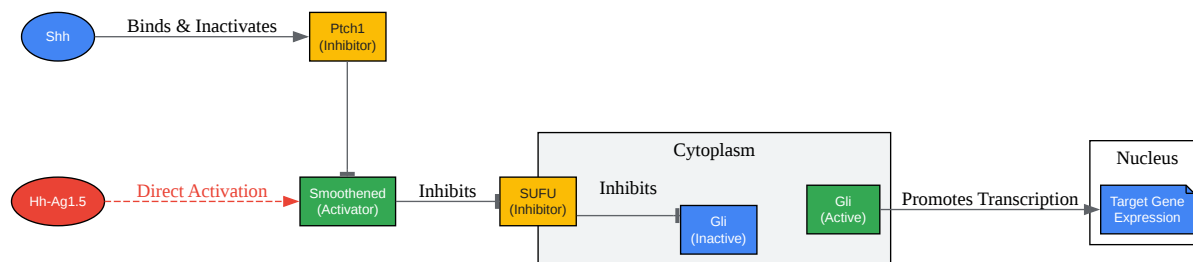 Shh
Binds & Inactivates
Ptch1
(Inhibitor)
Cytoplasm
Nucleus
Hh-Ag1.5
Direct Activation
Smoothened
(Activator)
Inhibits
SUFU
(Inhibitor)
Inhibits
Gli
(Inactive)
Gli
(Active)
Promotes Transcription
Target Gene
Expression